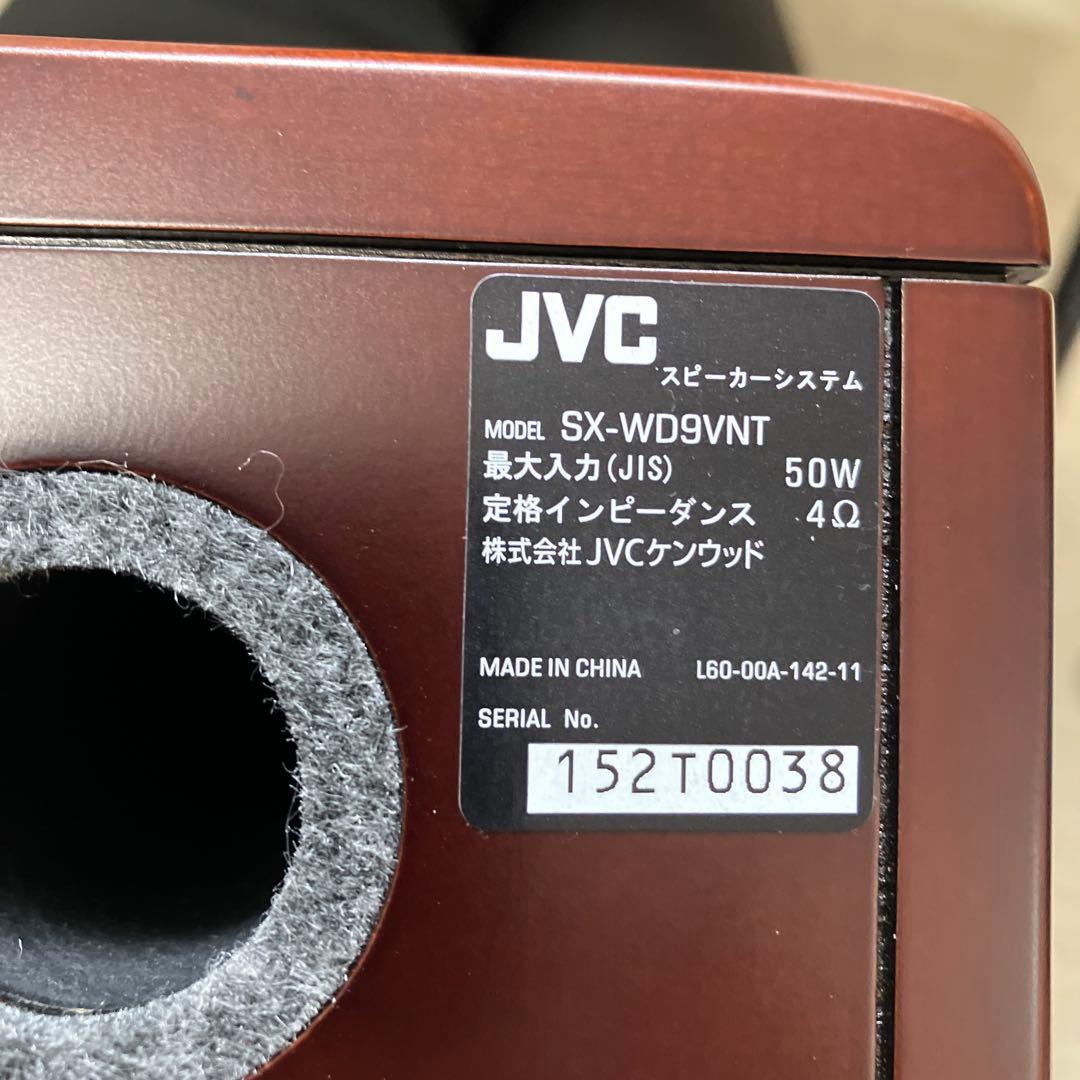 JVC
スピーカーシステム
MODEL SX-WD9VNT
最大入力(JIS) 50W
定格インピーダンス 4Ω
株式会社JVCケンウッド
MADE IN CHINA L60-00A-142-11
SERIAL No.
152T0038